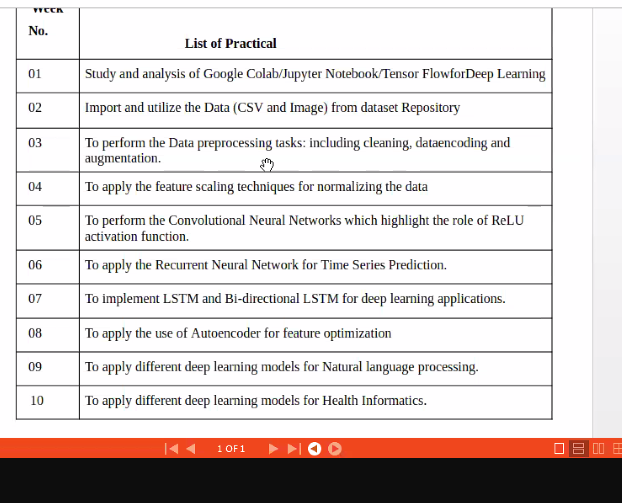 Week
No.
List of Practical
01 Study and analysis of Google Colab/Jupyter Notebook/Tensor FlowforDeep Learning
02 Import and utilize the Data (CSV and Image) from dataset Repository
03 To perform the Data preprocessing tasks: including cleaning, dataencoding and
augmentation.
04 To apply the feature scaling techniques for normalizing the data
05 To perform the Convolutional Neural Networks which highlight the role of ReLU
activation function.
06 To apply the Recurrent Neural Network for Time Series Prediction.
07 To implement LSTM and Bi-directional LSTM for deep learning applications.
08 To apply the use of Autoencoder for feature optimization
09 To apply different deep learning models for Natural language processing.
10 To apply different deep learning models for Health Informatics.
1 OF 1